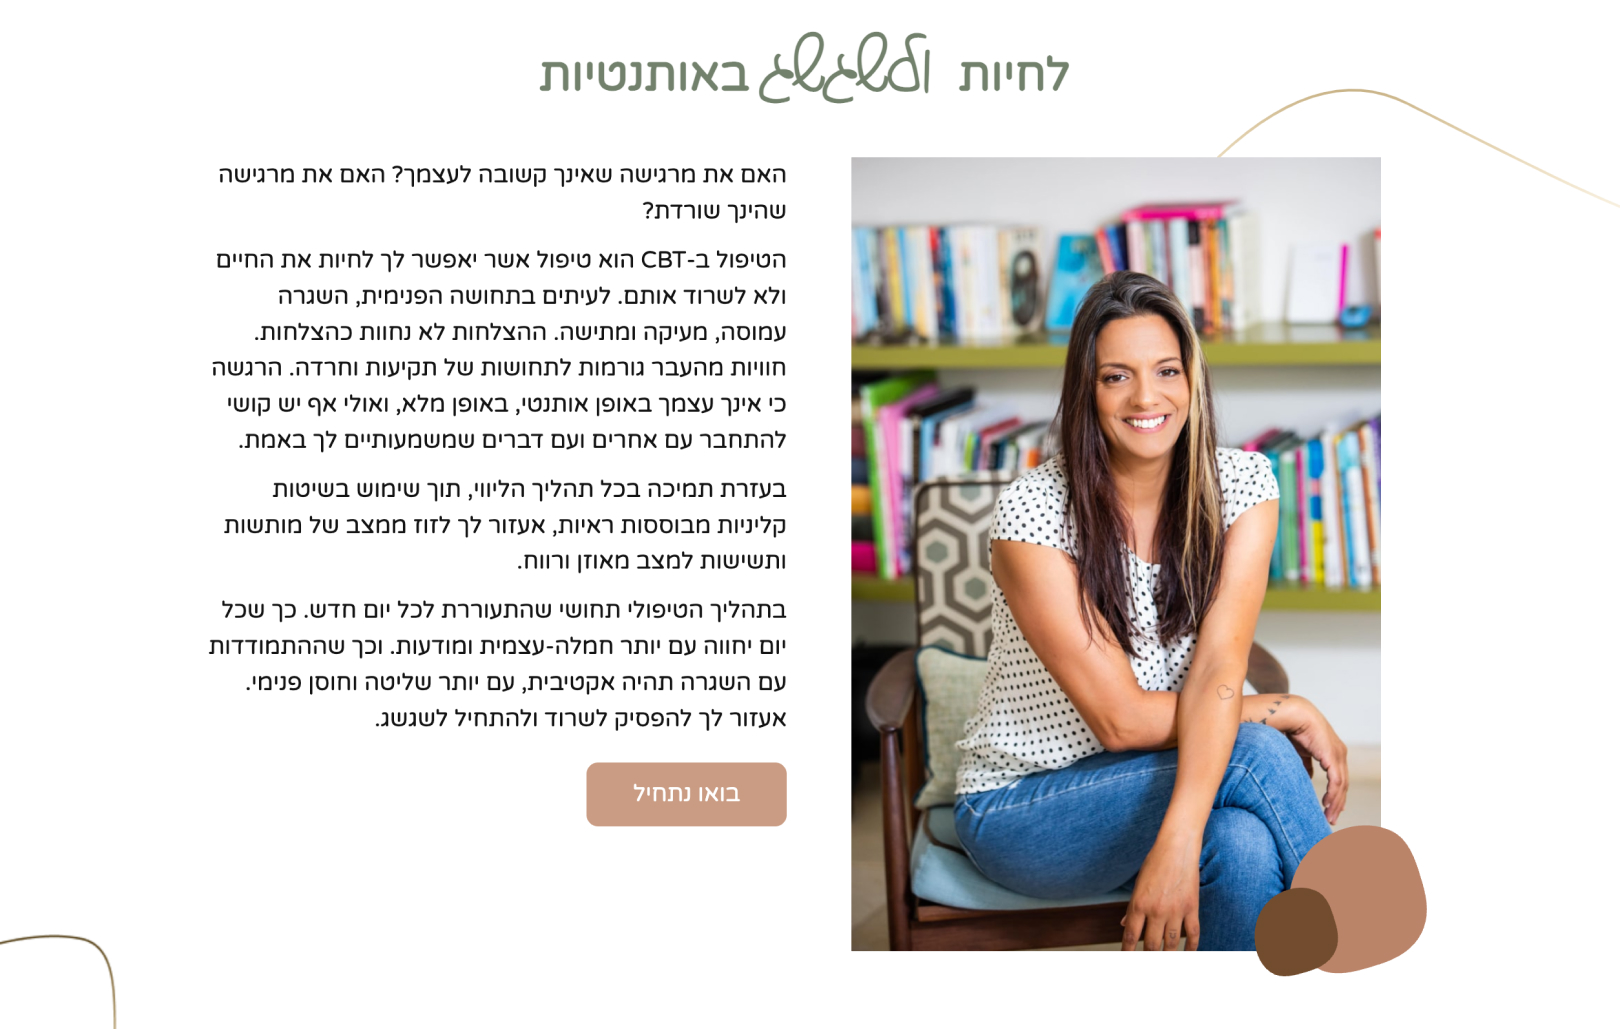 לחיות ולשגשג באותנטיות
האם את מרגישה שאינך קשובה לעצמך? האם את מרגישה
שהינך שורדת?
הטיפול ב-CBT הוא טיפול אשר יאפשר לך לחיות את החיים
ולא לשרוד אותם. לעיתים בתחושה הפנימית, השגרה
עמוסה, מעיקה ומתישה. ההצלחות לא נחוות כהצלחות.
חוויות מהעבר גורמות לתחושות של תקיעות וחרדה. הרגשה
כי אינך עצמך באופן אותנטי, באופן מלא, ואולי אף יש קושי
להתחבר עם אחרים ועם דברים שמשמעותיים לך באמת.
בעזרת תמיכה בכל תהליך הליווי, תוך שימוש בשיטות
קליניות מבוססות ראיות, אעזור לך לזוז ממצב של מותשות
ותשישות למצב מאוזן ורווח.
בתהליך הטיפולי תחושי שהתעוררת לכל יום חדש. כך שכל
יום יחווה עם יותר חמלה-עצמית ומודעות. וכך שההתמודדות
עם השגרה תהיה אקטיבית, עם יותר שליטה וחוסן פנימי.
אעזור לך להפסיק לשרוד ולהתחיל לשגשג.
בואו נתחיל